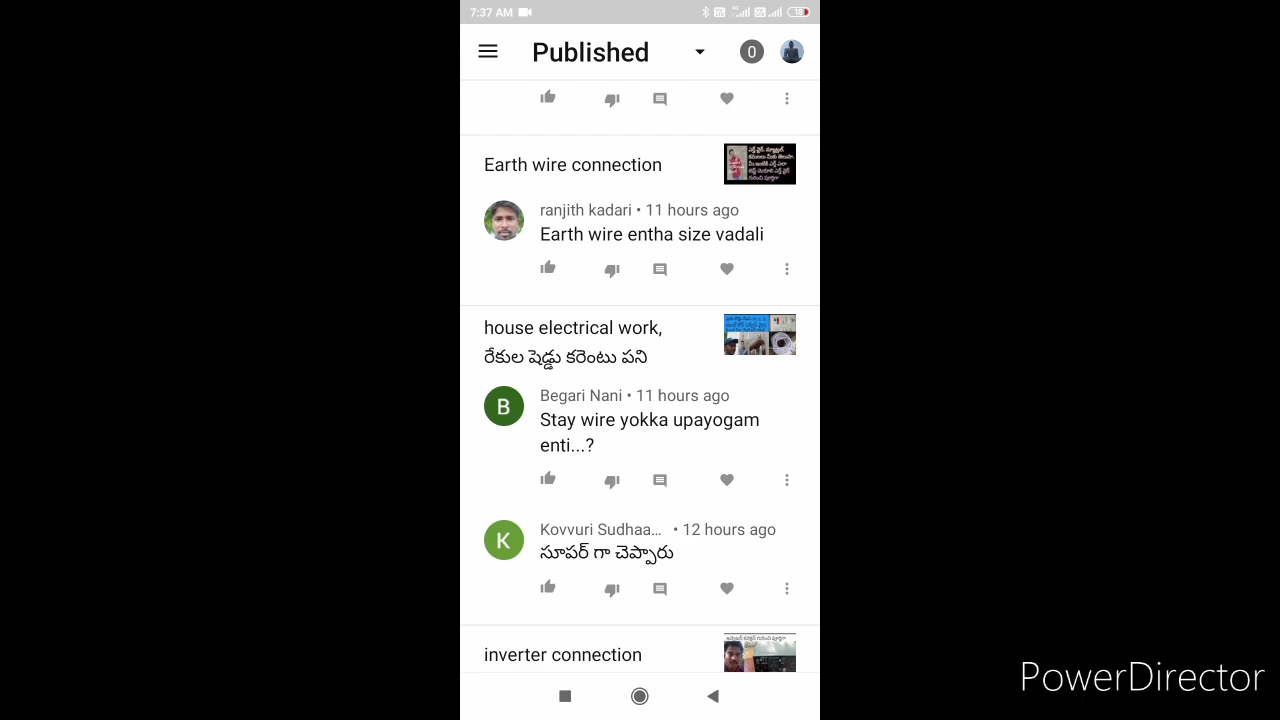 7:37 AM
18
Published
0
Earth wire connection
ranjith kadari • 11 hours ago
Earth wire entha size vadali
house electrical work,
రేకుల షెడ్డు కరెంటు పని
Begari Nani • 11 hours ago
B
Stay wire yokka upayogam
enti...?
Kovvuri Sudhaa... • 12 hours ago
K
సూపర్ గా చెప్పారు
inverter connection
PowerDirector